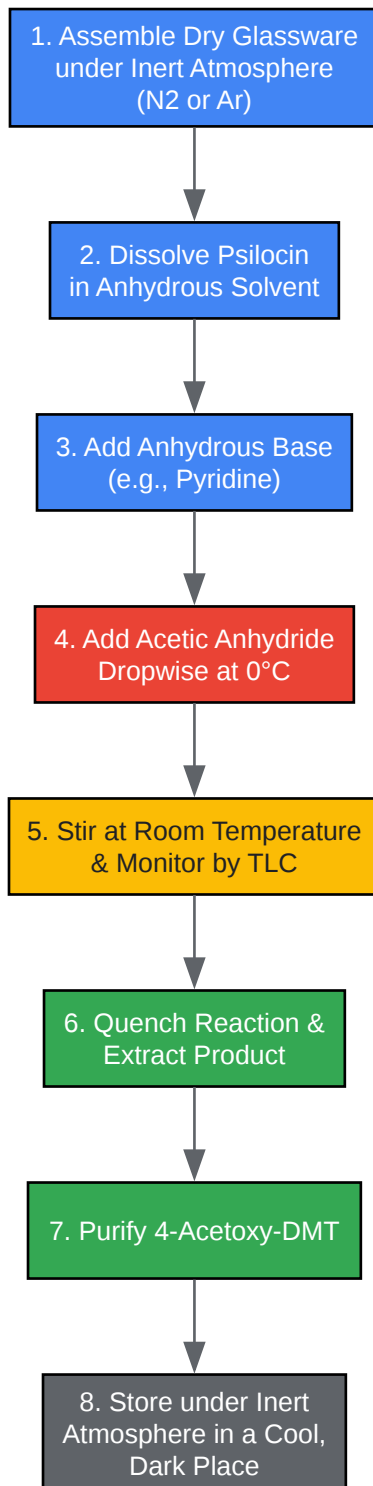 1. Assemble Dry Glassware
under Inert Atmosphere
(N2 or Ar)
2. Dissolve Psilocin
in Anhydrous Solvent
3. Add Anhydrous Base
(e.g., Pyridine)
4. Add Acetic Anhydride
Dropwise at 0°C
5. Stir at Room Temperature
& Monitor by TLC
6. Quench Reaction &
Extract Product
7. Purify 4-Acetoxy-DMT
8. Store under Inert
Atmosphere in a Cool,
Dark Place